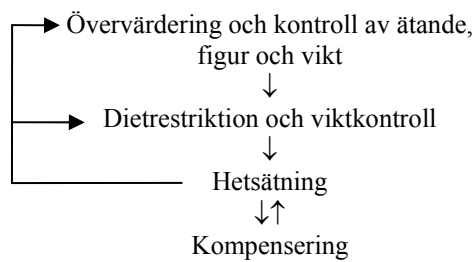 Övervärdering och kontroll av ätande,
figur och vikt
↓
Dietrestriktion och viktkontroll
↓
Hetsätning
↓↑
Kompensering